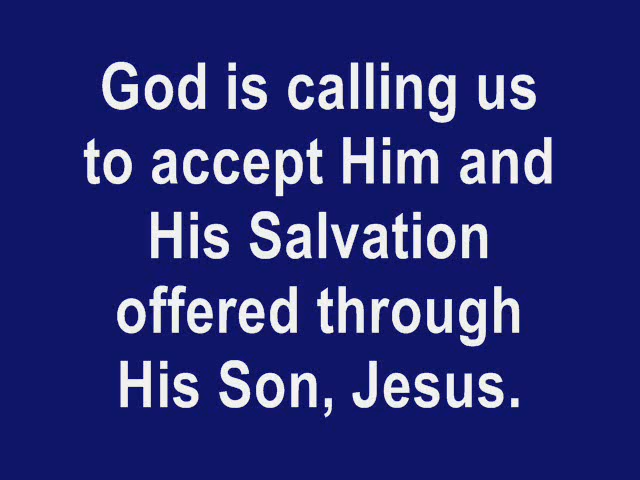 God is calling us
to accept Him and
His Salvation
offered through
His Son, Jesus.